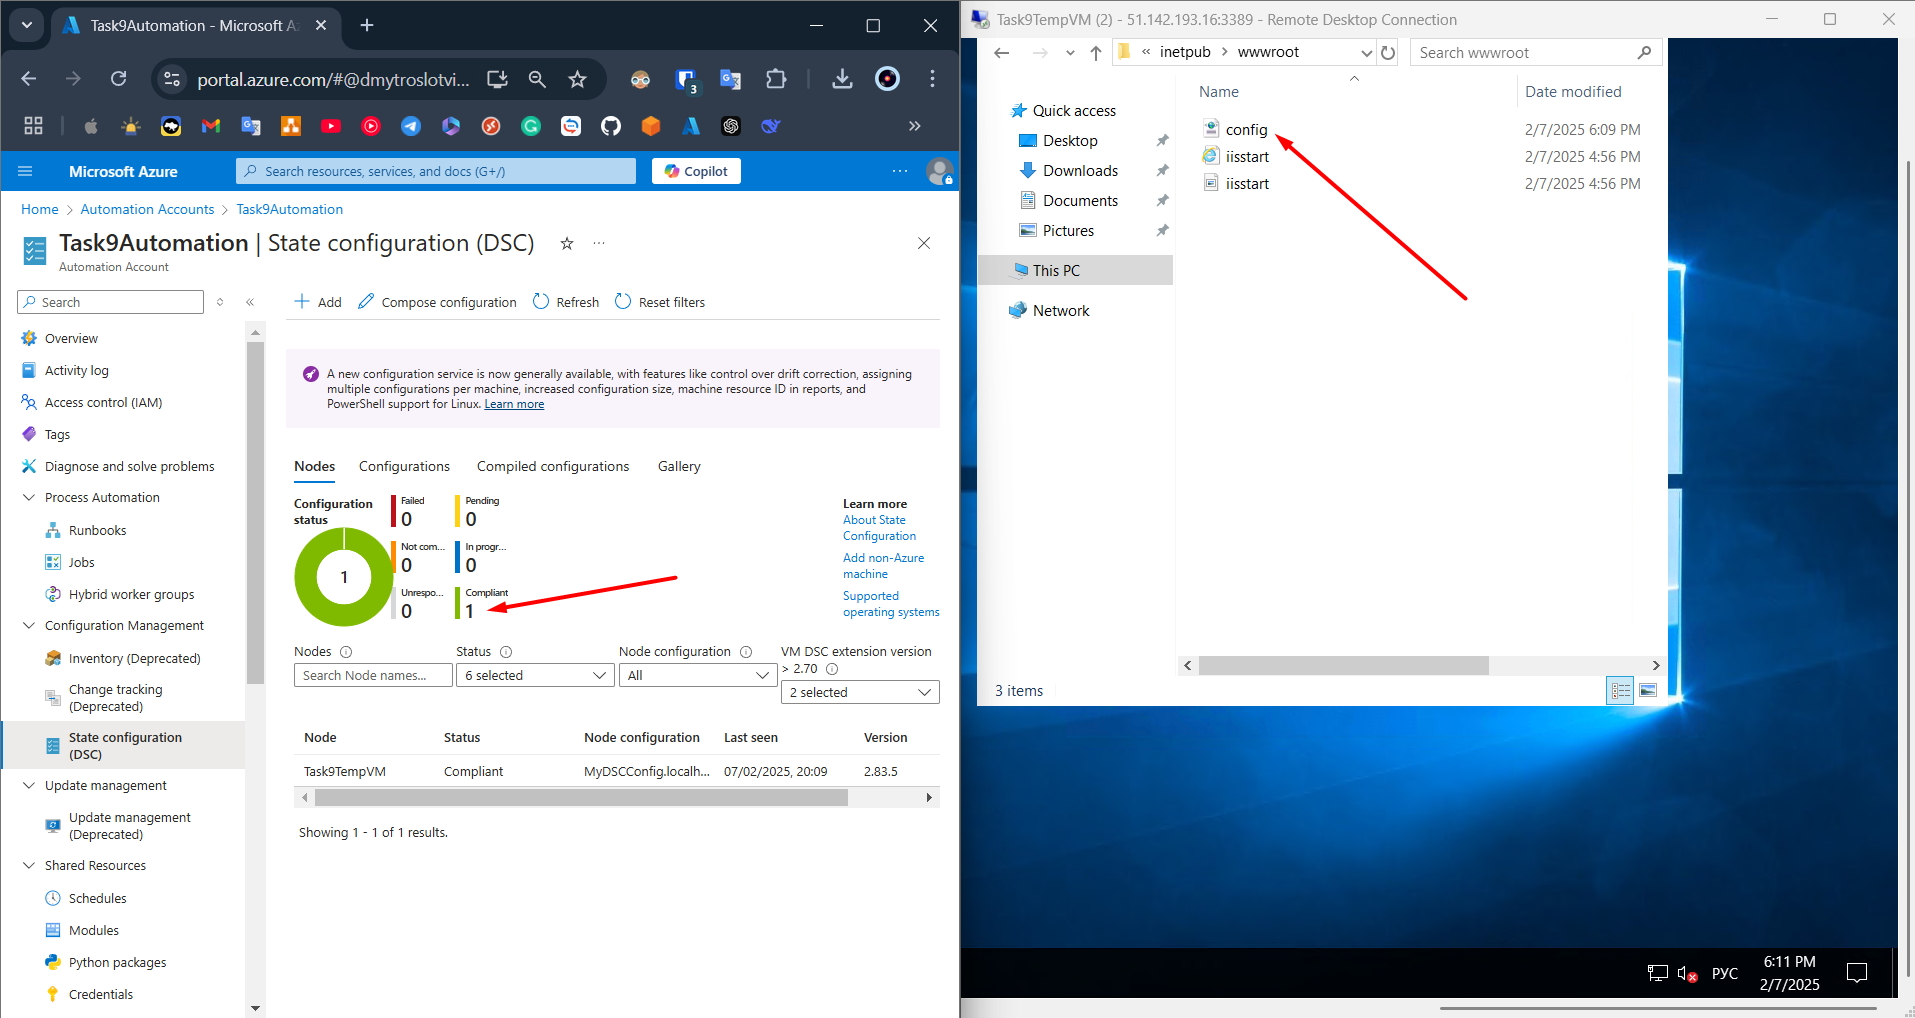 Task9Automation - Microsoft Az
portal.azure.com/#@dmytroslotvi...
3
Microsoft Azure
Search resources, services, and docs (G+/)
Copilot
...
Home > Automation Accounts > Task9Automation
Task9Automation | State configuration (DSC)
...
Automation Account
Search
«
Overview
Activity log
Access control (IAM)
Tags
Diagnose and solve problems
Process Automation
Runbooks
Jobs
Hybrid worker groups
Configuration Management
Inventory (Deprecated)
Change tracking
(Deprecated)
State configuration
(DSC)
Update management
Update management
(Deprecated)
Shared Resources
Schedules
Modules
Python packages
Credentials
Add
Compose configuration
Refresh
Reset filters
A new configuration service is now generally available, with features like control over drift correction, assigning
multiple configurations per machine, increased configuration size, machine resource ID in reports, and
PowerShell support for Linux. Learn more
Nodes
Configurations
Compiled configurations
Gallery
Configuration
status
1
Failed
0
Pending
0
Not com...
0
In progr...
0
Unrespo...
0
Compliant
1
Learn more
About State
Configuration
Add non-Azure
machine
Supported
operating systems
Nodes
Search Node names...
Status
6 selected
Node configuration
All
VM DSC extension version
> 2.70
2 selected
Node Status Node configuration Last seen Version
Task9TempVM Compliant MyDSCConfig.localh... 07/02/2025, 20:09 2.83.5
Showing 1 - 1 of 1 results.
Task9TempVM (2) - 51.142.193.16:3389 - Remote Desktop Connection
« inetpub > wwwroot
Search wwwroot
Quick access
Desktop
Downloads
Documents
Pictures
This PC
Network
Name Date modified
config 2/7/2025 6:09 PM
iisstart 2/7/2025 4:56 PM
iisstart 2/7/2025 4:56 PM
3 items
РУС
6:11 PM
2/7/2025